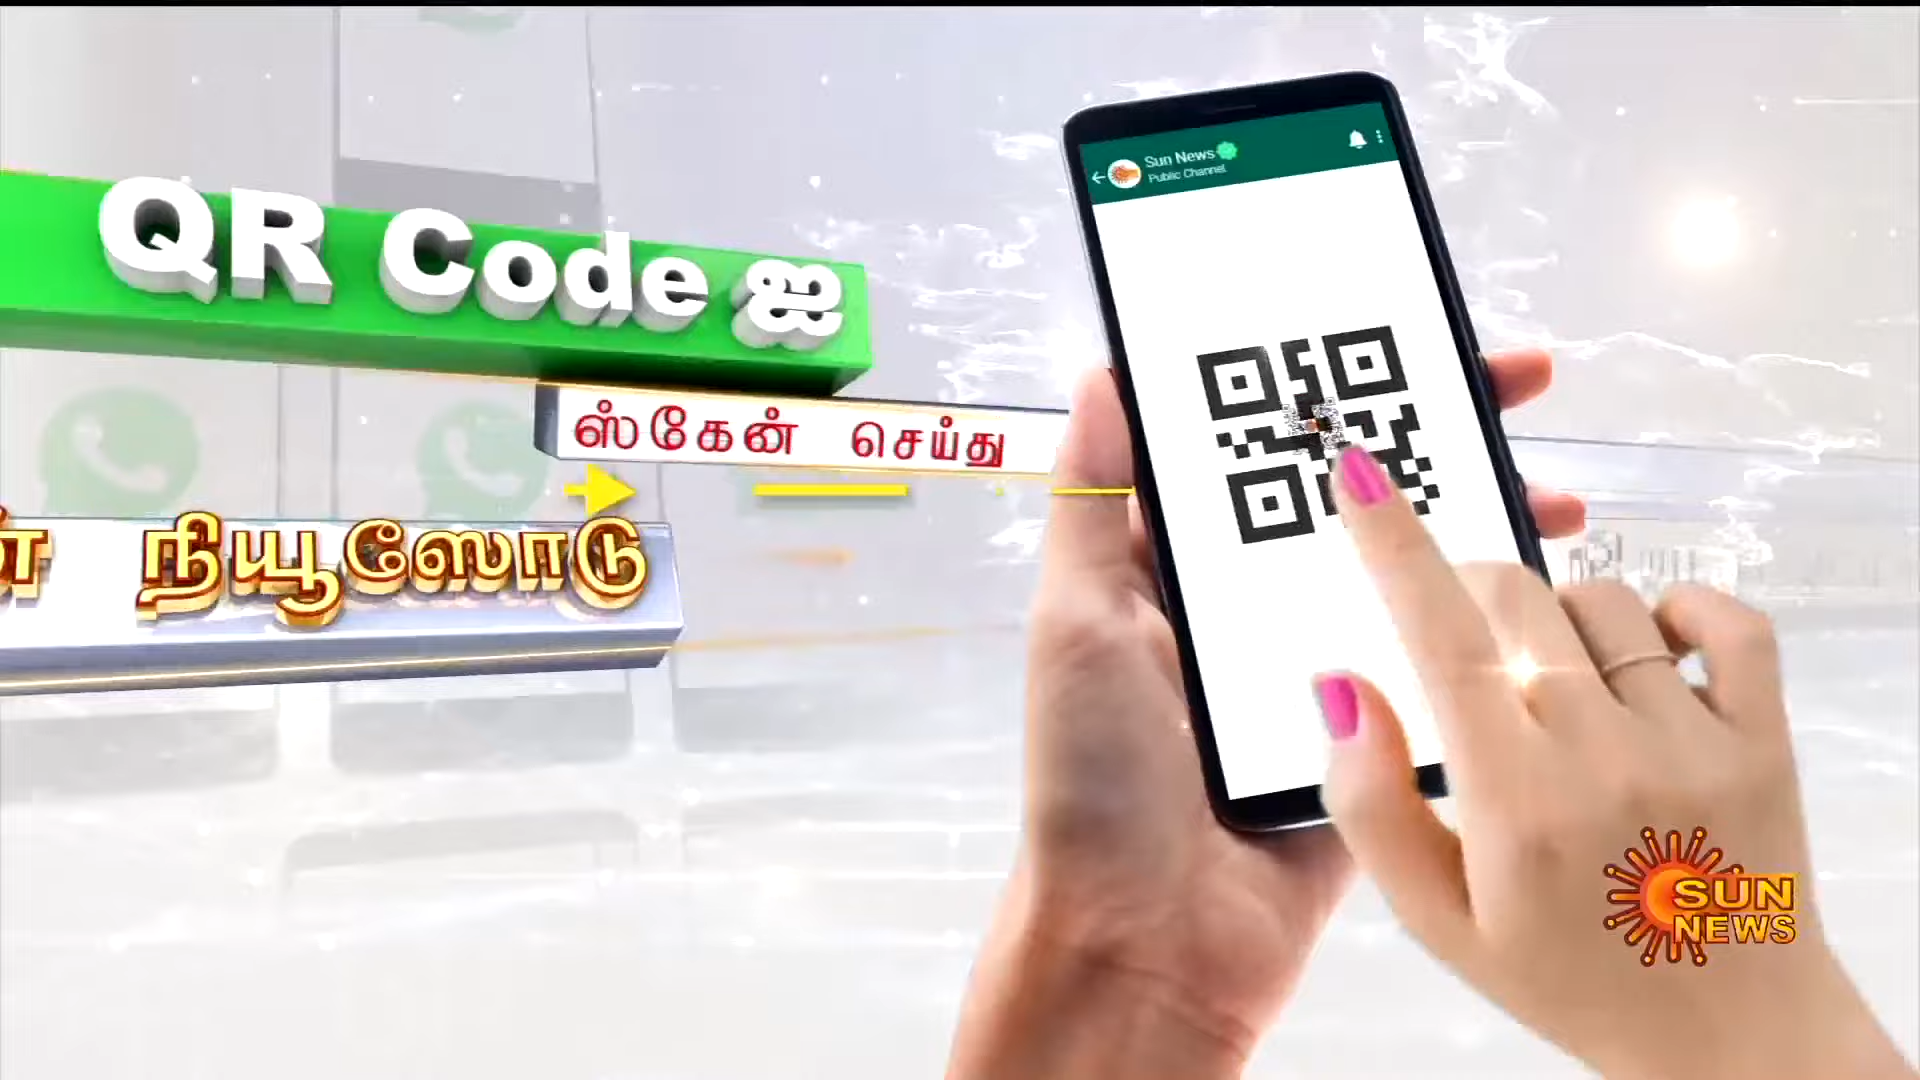 QR Code ஐ
ஸ்கேன் செய்து
நியூஸோடு
Sun News
Public Channel
SUN
NEWS